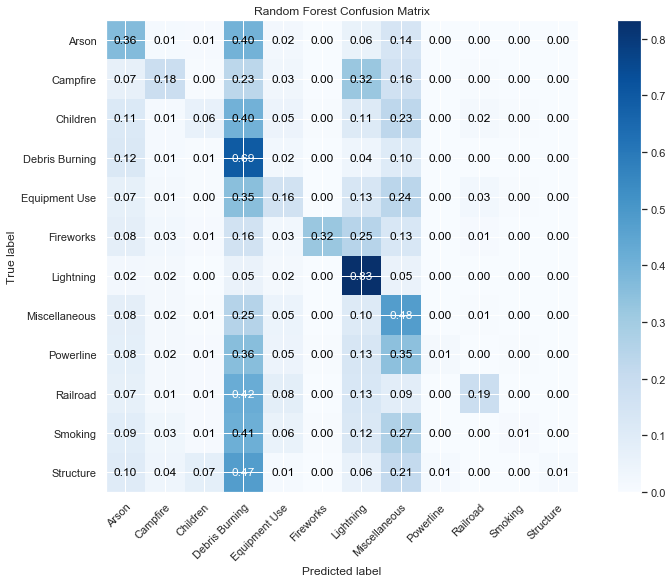 Random Forest Confusion Matrix
True label
Arson 0.36 0.01 0.01 0.40 0.02 0.00 0.06 0.14 0.00 0.00 0.00 0.00
Campfire 0.07 0.18 0.00 0.23 0.03 0.00 0.32 0.16 0.00 0.00 0.00 0.00
Children 0.11 0.01 0.06 0.40 0.05 0.00 0.11 0.23 0.00 0.02 0.00 0.00
Debris Burning 0.12 0.01 0.01 0.69 0.02 0.00 0.04 0.10 0.00 0.00 0.00 0.00
Equipment Use 0.07 0.01 0.00 0.35 0.16 0.00 0.13 0.24 0.00 0.03 0.00 0.00
Fireworks 0.08 0.03 0.01 0.16 0.03 0.32 0.25 0.13 0.00 0.01 0.00 0.00
Lightning 0.02 0.02 0.00 0.05 0.02 0.00 0.83 0.05 0.00 0.00 0.00 0.00
Miscellaneous 0.08 0.02 0.01 0.25 0.05 0.00 0.10 0.48 0.00 0.01 0.00 0.00
Powerline 0.08 0.02 0.01 0.36 0.05 0.00 0.13 0.35 0.01 0.00 0.00 0.00
Railroad 0.07 0.01 0.01 0.42 0.08 0.00 0.13 0.09 0.00 0.19 0.00 0.00
Smoking 0.09 0.03 0.01 0.41 0.06 0.00 0.12 0.27 0.00 0.00 0.01 0.00
Structure 0.10 0.04 0.07 0.47 0.01 0.00 0.06 0.21 0.01 0.00 0.00 0.01
Arson Campfire Children Debris Burning Equipment Use Fireworks Lightning Miscellaneous Powerline Railroad Smoking Structure
Predicted label
0.8
0.7
0.6
0.5
0.4
0.3
0.2
0.1
0.0